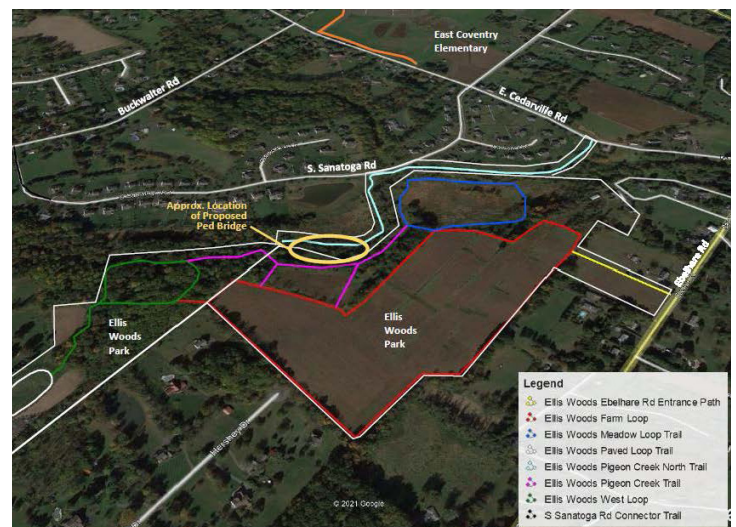 East Coventry
Elementary
Buckwalter Rd
E. Cedarville Rd
S. Sanatoga Rd
Approx. Location
of Proposed
Ped Bridge
Ebelhare Rd
Ellis
Woods
Park
Ellis
Woods
Park
Hershey Dr
Legend
Ellis Woods Ebelhare Rd Entrance Path
Ellis Woods Farm Loop
Ellis Woods Meadow Loop Trail
Ellis Woods Paved Loop Trail
Ellis Woods Pigeon Creek North Trail
Ellis Woods Pigeon Creek Trail
Ellis Woods West Loop
S Sanatoga Rd Connector Trail
© 2021 Google